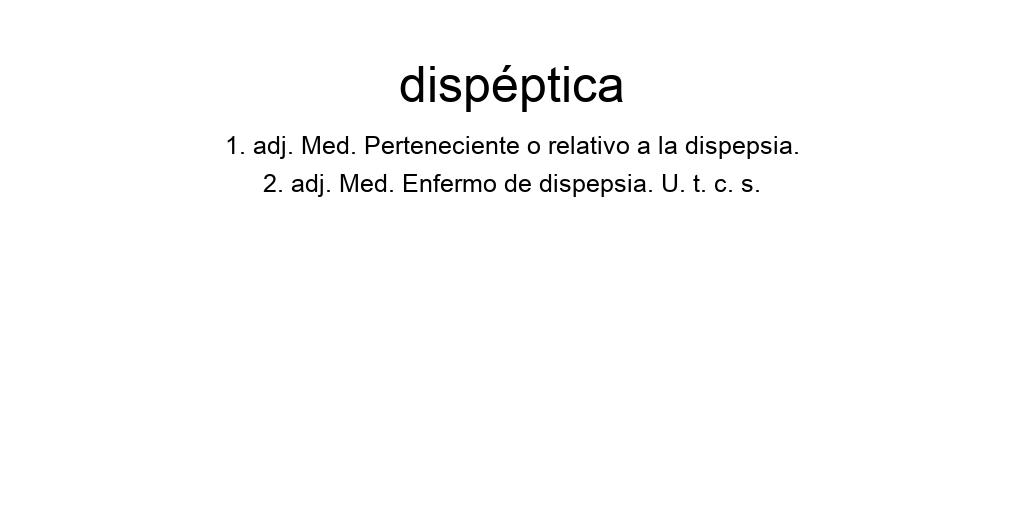 dispéptica
1. adj. Med. Perteneciente o relativo a la dispepsia.
2. adj. Med. Enfermo de dispepsia. U. t. c. s.